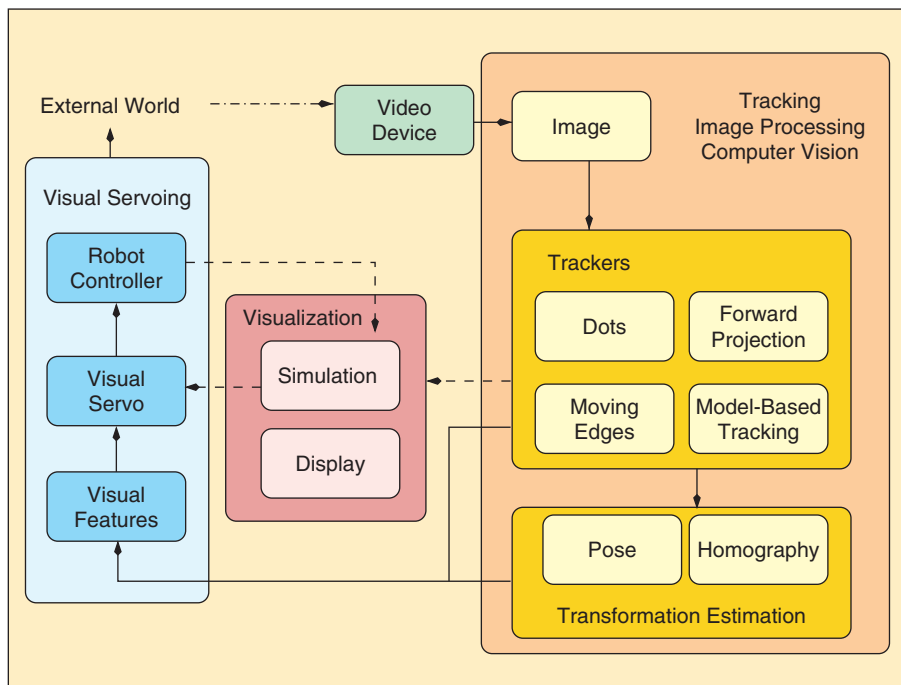 External World
Video
Device
Image
Tracking
Image Processing
Computer Vision
Visual Servoing
Robot
Controller
Visual
Servo
Visual
Features
Visualization
Simulation
Display
Trackers
Dots
Forward
Projection
Moving
Edges
Model-Based
Tracking
Pose
Homography
Transformation Estimation